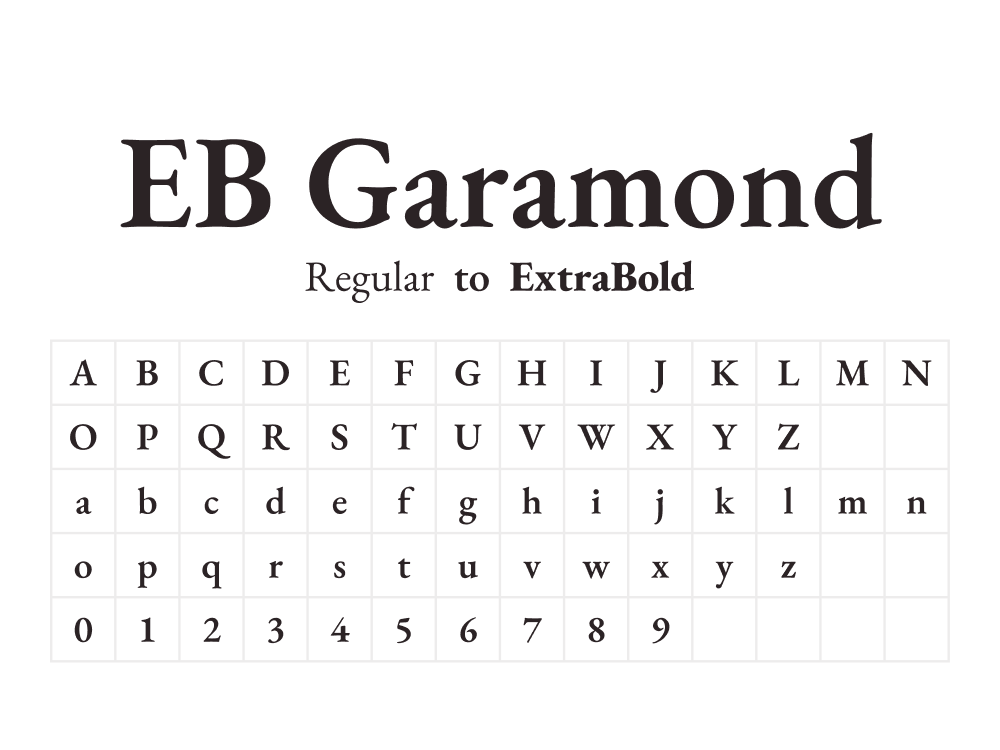 EB Garamond
Regular to ExtraBold
A B C D E F G H I J K L M N
O P Q R S T U V W X Y Z
a b c d e f g h i j k l m n
o p q r s t u v w x y z
0 1 2 3 4 5 6 7 8 9